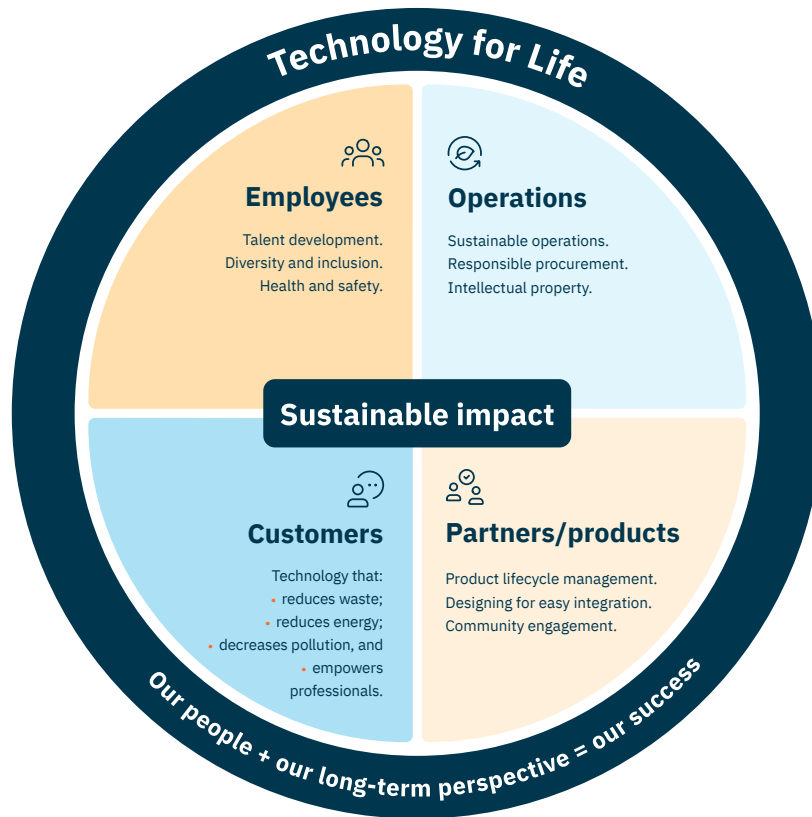 Technology for Life
Employees
Talent development.
Diversity and inclusion.
Health and safety.
Operations
Sustainable operations.
Responsible procurement.
Intellectual property.
Sustainable impact
Customers
Technology that:
• reduces waste;
• reduces energy;
• decreases pollution, and
• empowers
professionals.
Partners/products
Product lifecycle management.
Designing for easy integration.
Community engagement.
Our people + our long-term perspective = our success